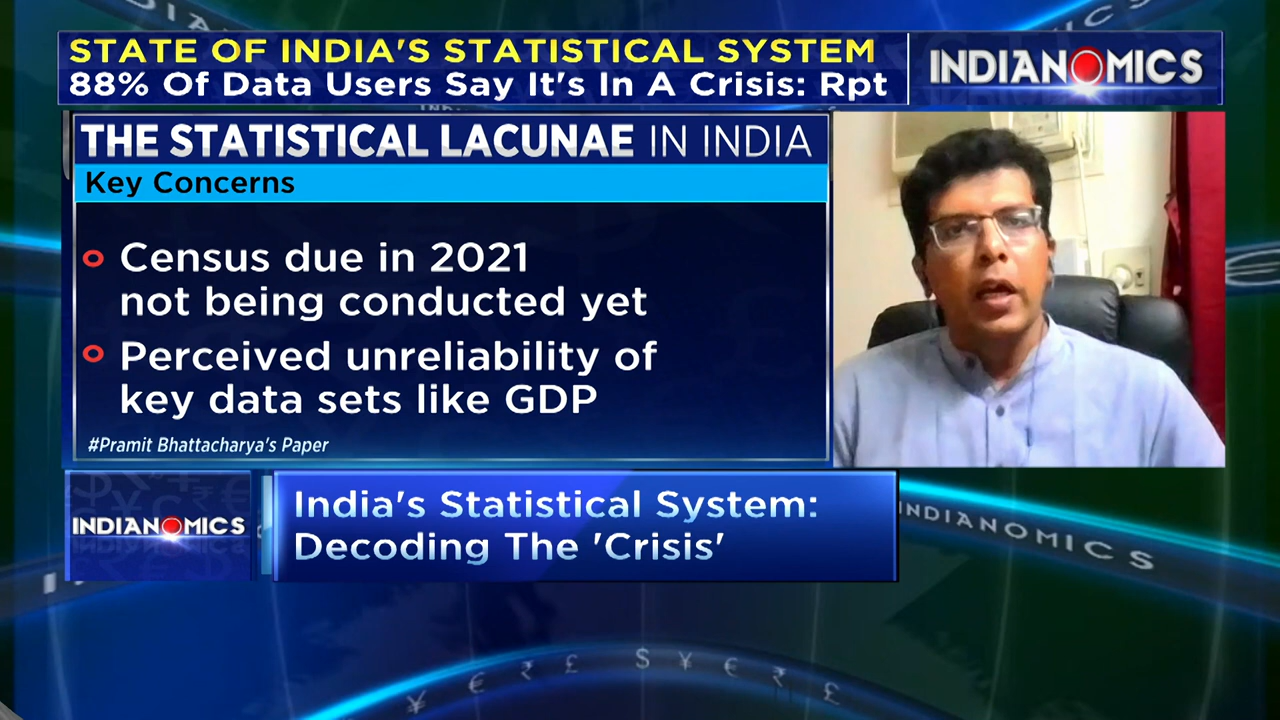 STATE OF INDIA'S STATISTICAL SYSTEM
88% Of Data Users Say It's In A Crisis: Rpt
INDIANOMICS
THE STATISTICAL LACUNAE IN INDIA
Key Concerns
Census due in 2021
not being conducted yet
Perceived unreliability of
key data sets like GDP
#Pramit Bhattacharya's Paper
INDIANOMICS
India's Statistical System:
Decoding The 'Crisis'
INDIANOMICS
¥ € ₹ £ $ ¥ € ₹ £